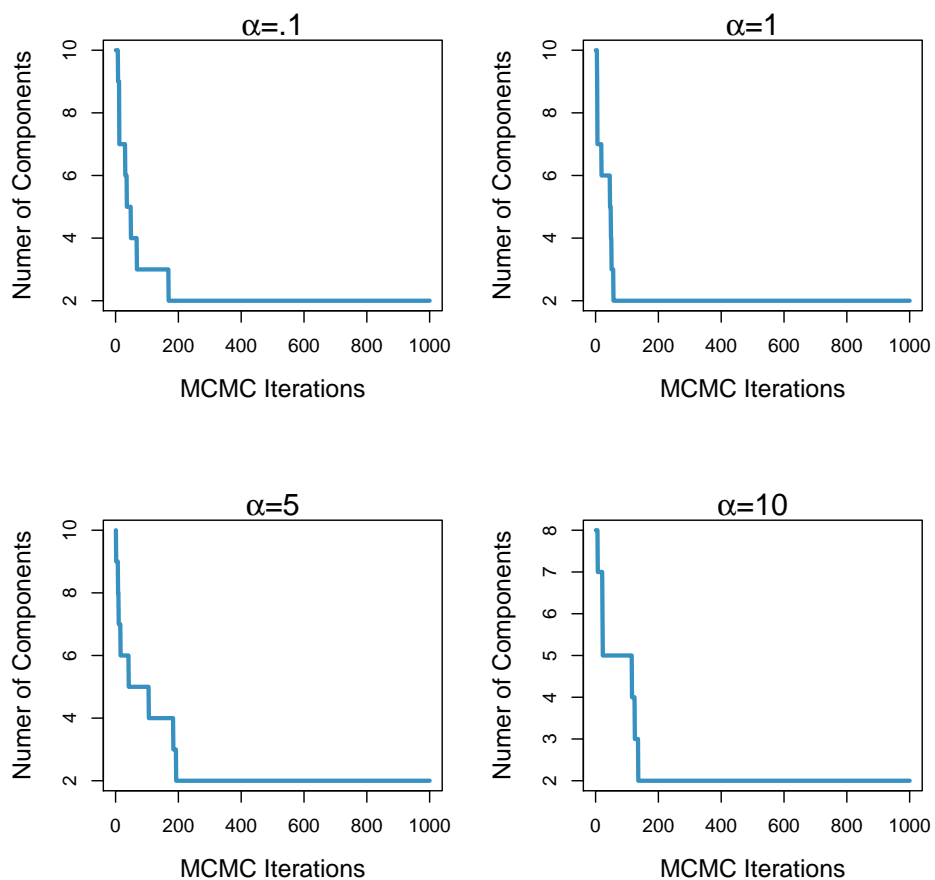 α=.1
Numer of Components
10
8
6
4
2
0 200 400 600 800 1000
MCMC Iterations
α=1
Numer of Components
10
8
6
4
2
0 200 400 600 800 1000
MCMC Iterations
α=5
Numer of Components
10
8
6
4
2
0 200 400 600 800 1000
MCMC Iterations
α=10
Numer of Components
8
7
6
5
4
3
2
0 200 400 600 800 1000
MCMC Iterations